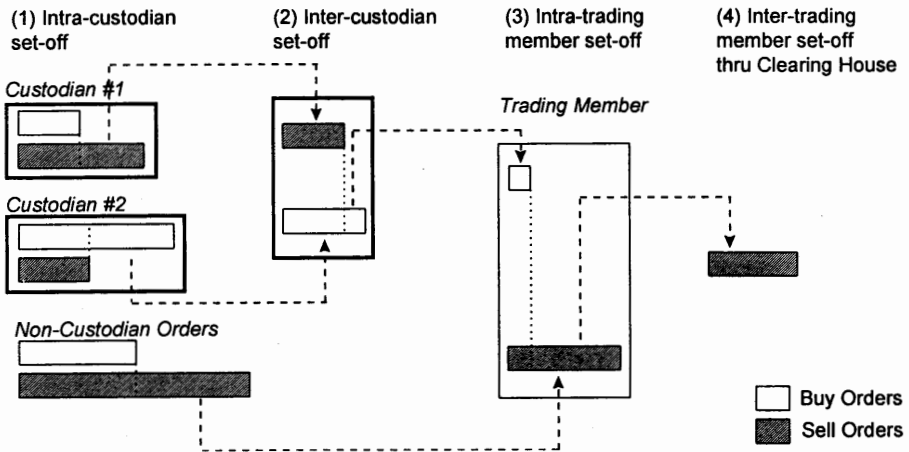 (1) Intra-custodian
set-off
(2) Inter-custodian
set-off
(3) Intra-trading
member set-off
(4) Inter-trading
member set-off
thru Clearing House
Custodian #1
Trading Member
Custodian #2
Non-Custodian Orders
Buy Orders
Sell Orders